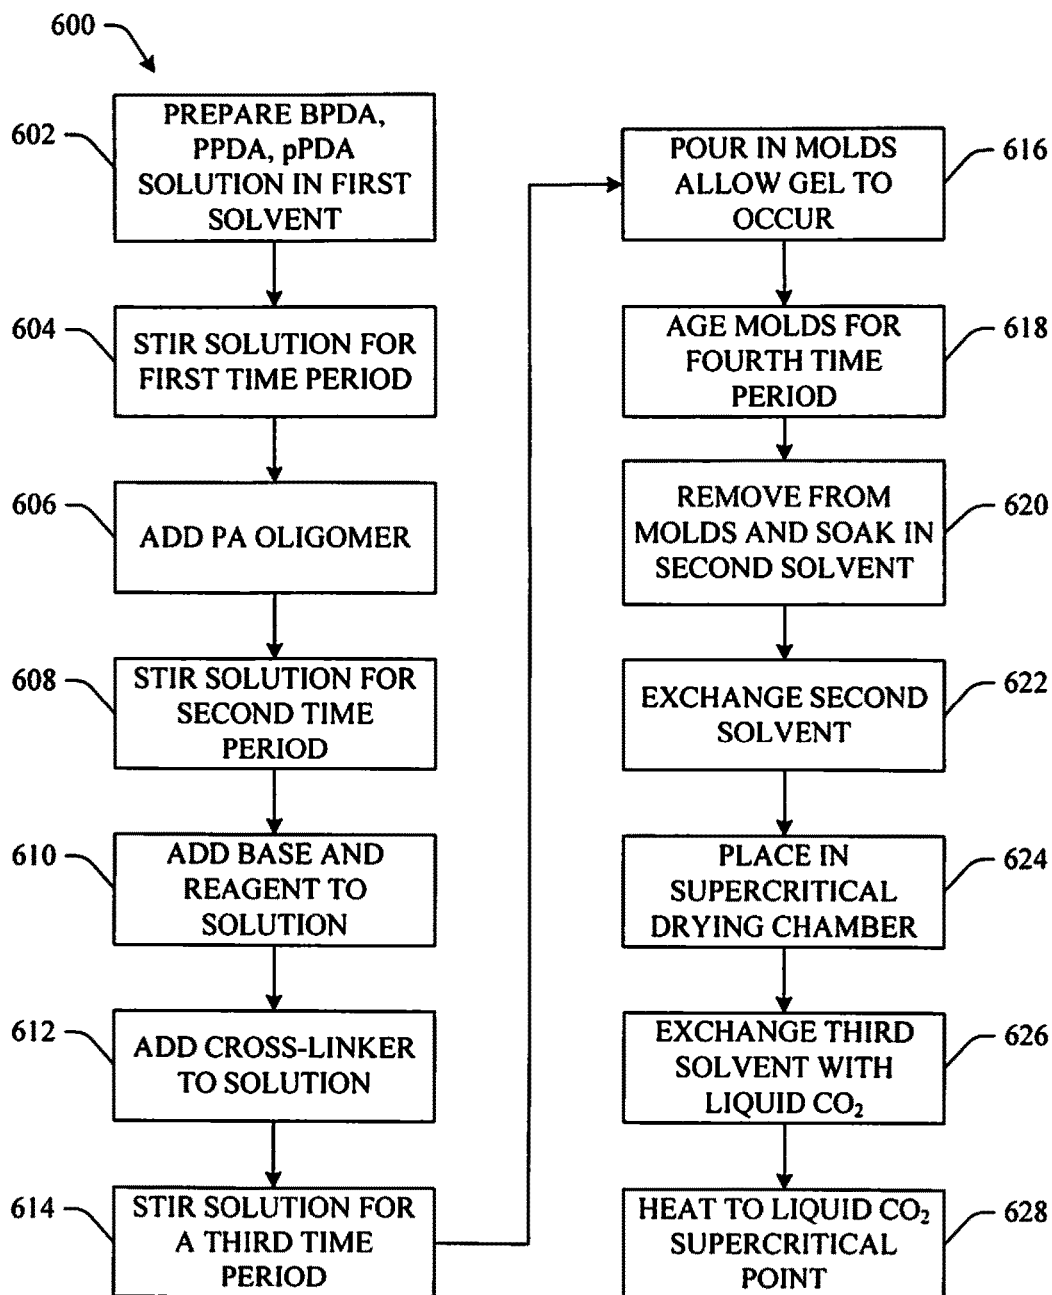 600
602
PREPARE BPDA,
PPDA, pPDA
SOLUTION IN FIRST
SOLVENT
604
STIR SOLUTION FOR
FIRST TIME PERIOD
606
ADD PA OLIGOMER
608
STIR SOLUTION FOR
SECOND TIME
PERIOD
610
ADD BASE AND
REAGENT TO
SOLUTION
612
ADD CROSS-LINKER
TO SOLUTION
614
STIR SOLUTION FOR
A THIRD TIME
PERIOD
POUR IN MOLDS
ALLOW GEL TO
OCCUR
616
AGE MOLDS FOR
FOURTH TIME
PERIOD
618
REMOVE FROM
MOLDS AND SOAK IN
SECOND SOLVENT
620
EXCHANGE SECOND
SOLVENT
622
PLACE IN
SUPERCRITICAL
DRYING CHAMBER
624
EXCHANGE THIRD
SOLVENT WITH
LIQUID CO₂
626
HEAT TO LIQUID CO₂
SUPERCRITICAL
POINT
628